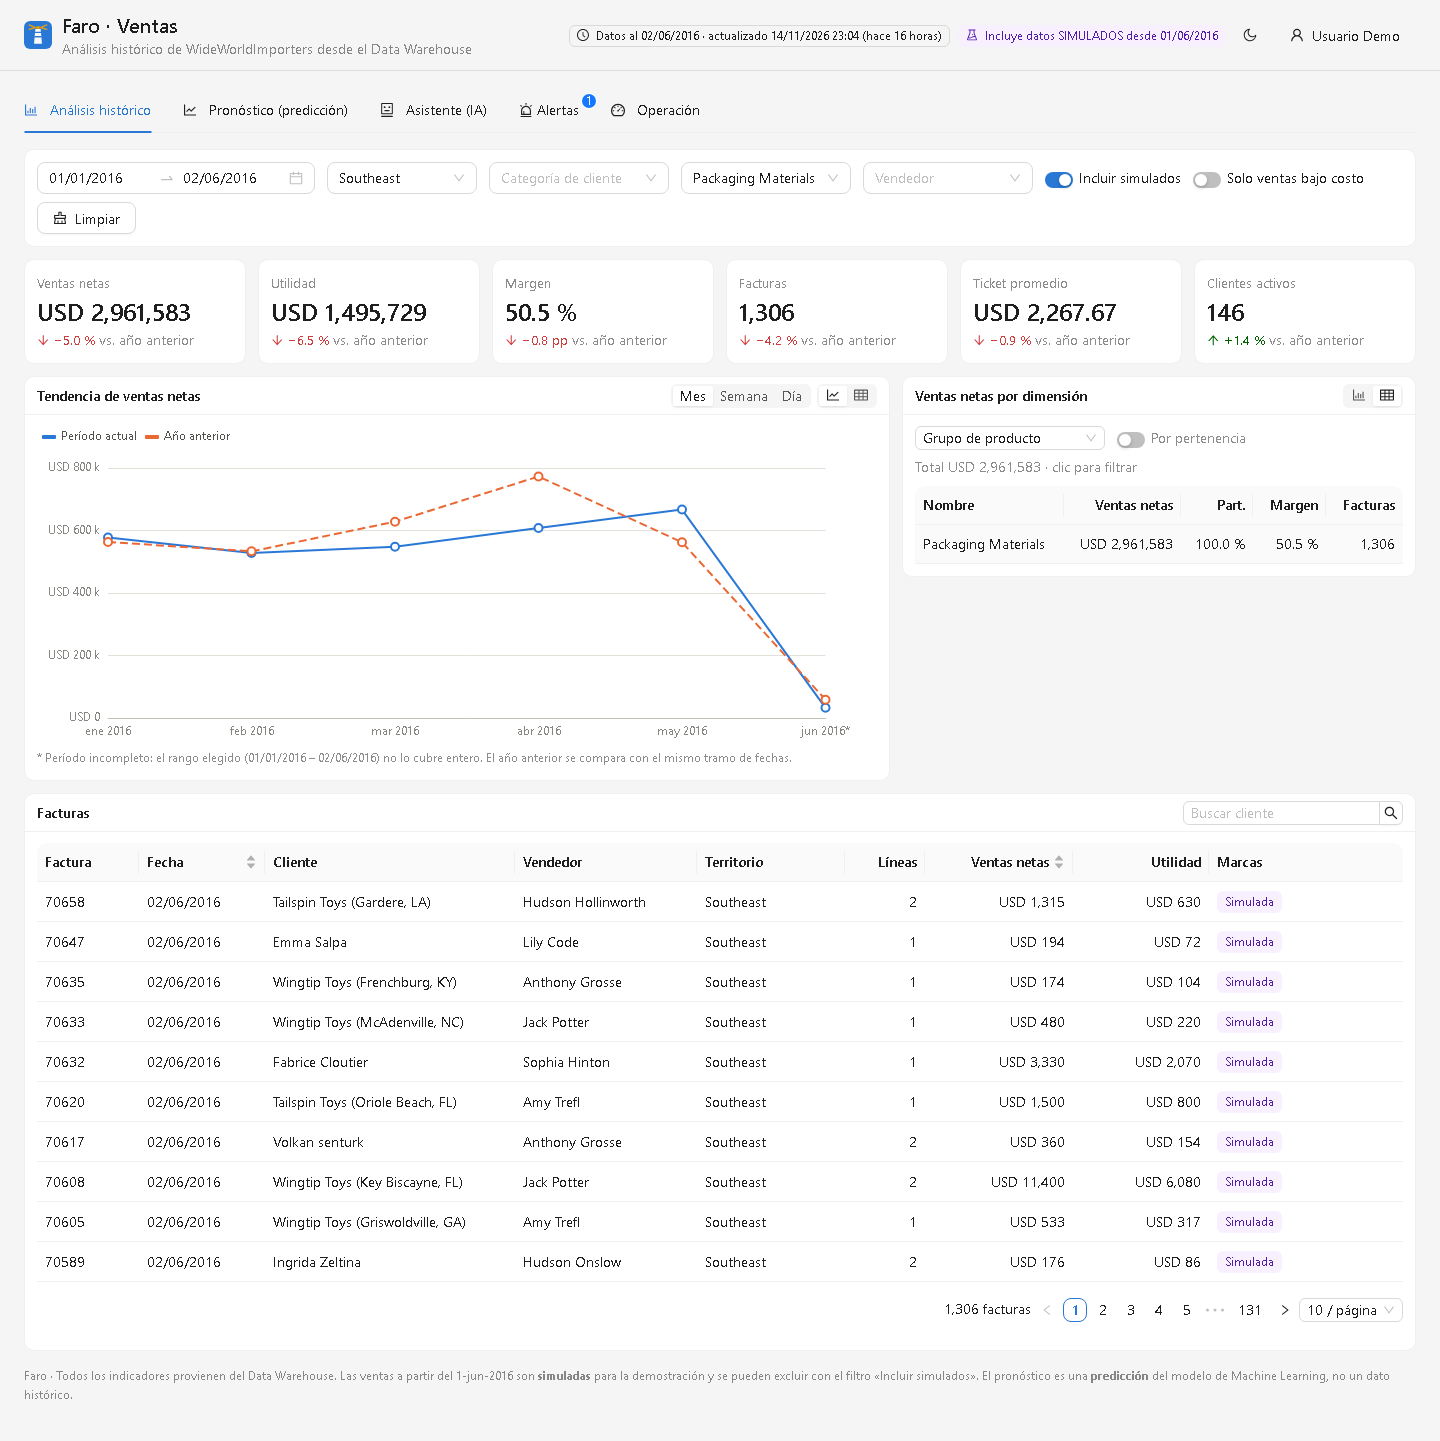 Faro · Ventas
Análisis histórico de WideWorldImporters desde el Data Warehouse
Datos al 02/06/2016 · actualizado 14/11/2026 23:04 (hace 16 horas)
Incluye datos SIMULADOS desde 01/06/2016
Usuario Demo
Análisis histórico
Pronóstico (predicción)
Asistente (IA)
Alertas 1
Operación
01/01/2016 → 02/06/2016
Southeast
Categoría de cliente
Packaging Materials
Vendedor
Incluir simulados
Solo ventas bajo costo
Limpiar
Ventas netas
USD 2,961,583
↓ −5.0 % vs. año anterior
Utilidad
USD 1,495,729
↓ −6.5 % vs. año anterior
Margen
50.5 %
↓ −0.8 pp vs. año anterior
Facturas
1,306
↓ −4.2 % vs. año anterior
Ticket promedio
USD 2,267.67
↓ −0.9 % vs. año anterior
Clientes activos
146
↑ +1.4 % vs. año anterior
Tendencia de ventas netas
Mes Semana Día
Período actual Año anterior
USD 800 k
USD 600 k
USD 400 k
USD 200 k
USD 0
ene 2016 feb 2016 mar 2016 abr 2016 may 2016 jun 2016*
* Período incompleto: el rango elegido (01/01/2016 – 02/06/2016) no lo cubre entero. El año anterior se compara con el mismo tramo de fechas.
Ventas netas por dimensión
Grupo de producto
Por pertenencia
Total USD 2,961,583 · clic para filtrar
Nombre Ventas netas Part. Margen Facturas
Packaging Materials USD 2,961,583 100.0 % 50.5 % 1,306
Facturas
Buscar cliente
Factura Fecha Cliente Vendedor Territorio Líneas Ventas netas Utilidad Marcas
70658 02/06/2016 Tailspin Toys (Gardere, LA) Hudson Hollinworth Southeast 2 USD 1,315 USD 630 Simulada
70647 02/06/2016 Emma Salpa Lily Code Southeast 1 USD 194 USD 72 Simulada
70635 02/06/2016 Wingtip Toys (Frenchburg, KY) Anthony Grosse Southeast 1 USD 174 USD 104 Simulada
70633 02/06/2016 Wingtip Toys (McAdenville, NC) Jack Potter Southeast 1 USD 480 USD 220 Simulada
70632 02/06/2016 Fabrice Cloutier Sophia Hinton Southeast 1 USD 3,330 USD 2,070 Simulada
70620 02/06/2016 Tailspin Toys (Oriole Beach, FL) Amy Trefl Southeast 1 USD 1,500 USD 800 Simulada
70617 02/06/2016 Volkan senturk Anthony Grosse Southeast 2 USD 360 USD 154 Simulada
70608 02/06/2016 Wingtip Toys (Key Biscayne, FL) Jack Potter Southeast 2 USD 11,400 USD 6,080 Simulada
70605 02/06/2016 Wingtip Toys (Griswoldville, GA) Amy Trefl Southeast 1 USD 533 USD 317 Simulada
70589 02/06/2016 Ingrida Zeltina Hudson Onslow Southeast 2 USD 176 USD 86 Simulada
1,306 facturas < 1 2 3 4 5 ••• 131 > 10 / página
Faro · Todos los indicadores provienen del Data Warehouse. Las ventas a partir del 1-jun-2016 son simuladas para la demostración y se pueden excluir con el filtro «Incluir simulados». El pronóstico es una predicción del modelo de Machine Learning, no un dato
histórico.